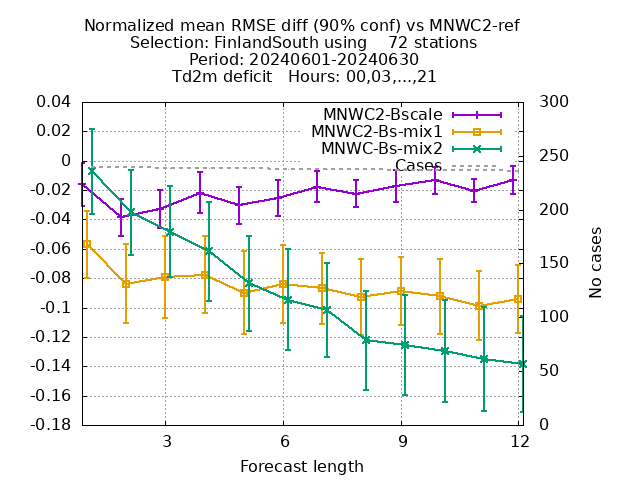 Normalized mean RMSE diff (90% conf) vs MNWC2-ref
Selection: FinlandSouth using    72 stations
Period: 20240601-20240630
Td2m deficit   Hours: 00,03,...,21
MNWC2-Bscale
MNWC2-Bs-mix1
MNWC-Bs-mix2
Cases
0.04
0.02
0
-0.02
-0.04
-0.06
-0.08
-0.1
-0.12
-0.14
-0.16
-0.18
300
250
200
150
100
50
0
No cases
3
6
9
12
Forecast length